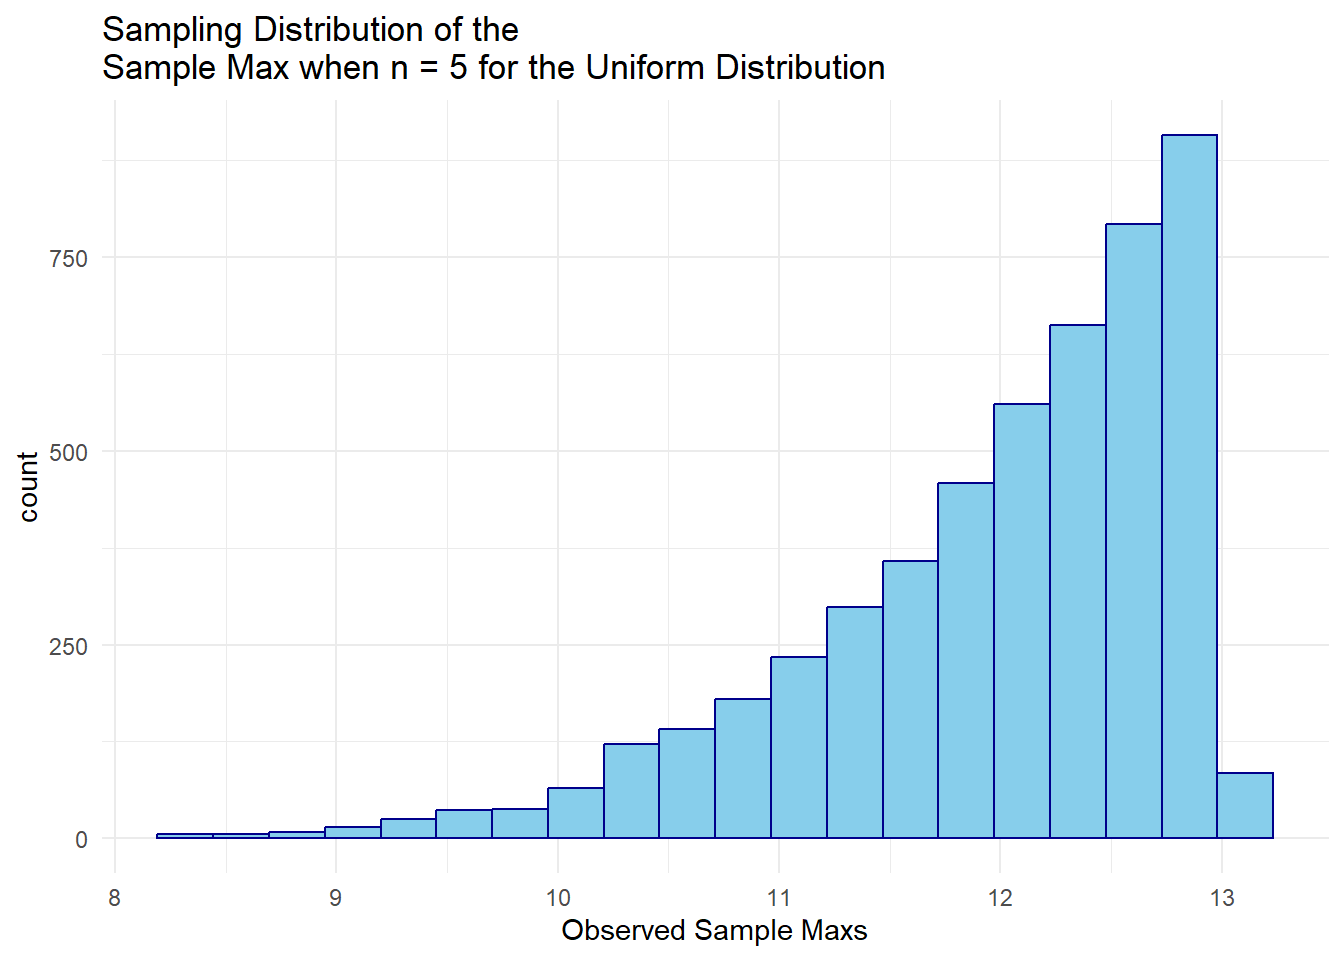 Sampling Distribution of the
Sample Max when n = 5 for the Uniform Distribution
count
750
500
250
0
8
9
10
11
12
13
Observed Sample Maxs